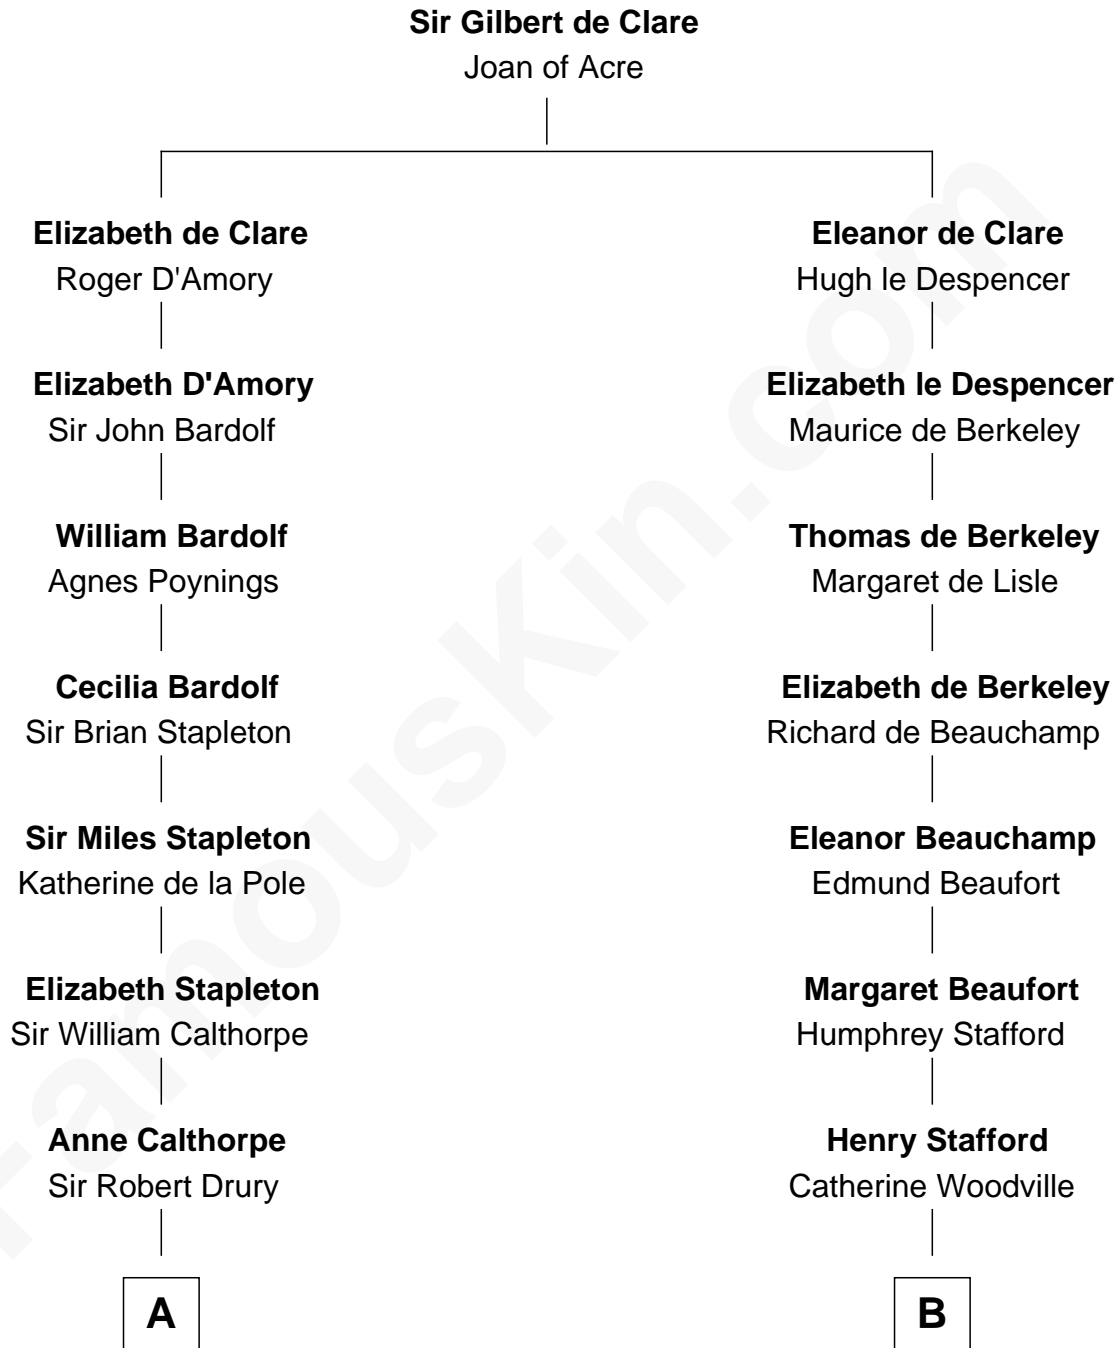 Sir Gilbert de Clare
Joan of Acre
Elizabeth de Clare
Roger D'Amory
Eleanor de Clare
Hugh le Despencer
Elizabeth D'Amory
Sir John Bardolf
Elizabeth le Despencer
Maurice de Berkeley
William Bardolf
Agnes Poynings
Thomas de Berkeley
Margaret de Lisle
Cecilia Bardolf
Sir Brian Stapleton
Elizabeth de Berkeley
Richard de Beauchamp
Sir Miles Stapleton
Katherine de la Pole
Eleanor Beauchamp
Edmund Beaufort
Elizabeth Stapleton
Sir William Calthorpe
Margaret Beaufort
Humphrey Stafford
Anne Calthorpe
Sir Robert Drury
Henry Stafford
Catherine Woodville
A
B
FamousKin.com